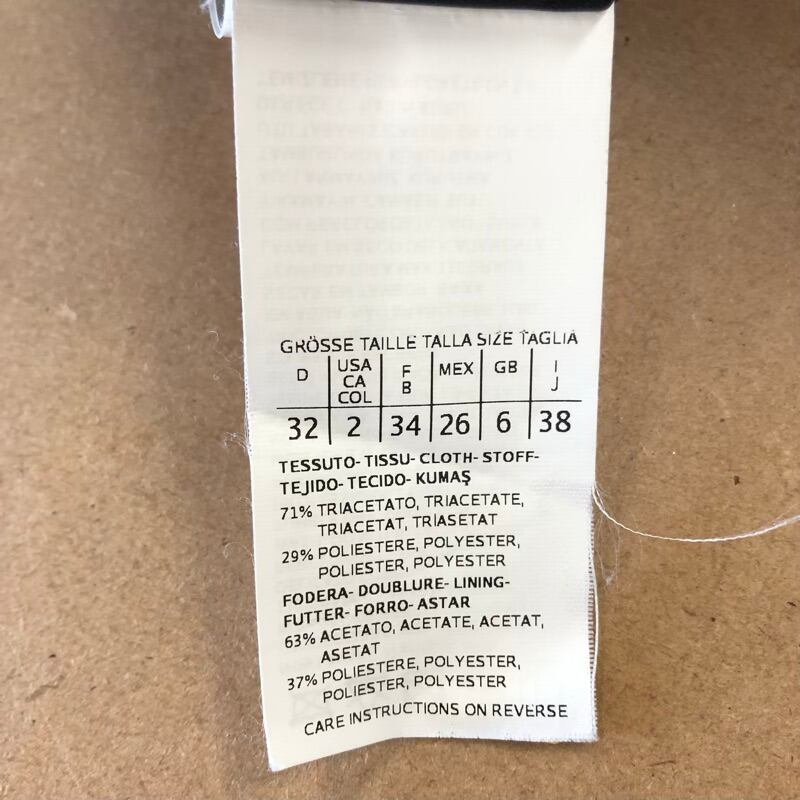 GRÖSSE TAILLE TALLA SIZE TAGLIA
D USA CA COL F B MEX GB I J
32 2 34 26 6 38
TESSUTO- TISSU- CLOTH- STOFF-
TEJIDO- TECIDO- KUMAŞ
71% TRIACETATO, TRIACETATE,
TRIACETAT, TRIASETAT
29% POLIESTERE, POLYESTER,
POLIESTER, POLYESTER
FODERA- DOUBLURE- LINING-
FUTTER- FORRO- ASTAR
63% ACETATO, ACETATE, ACETAT,
ASETAT
37% POLIESTERE, POLYESTER,
POLIESTER, POLYESTER
CARE INSTRUCTIONS ON REVERSE